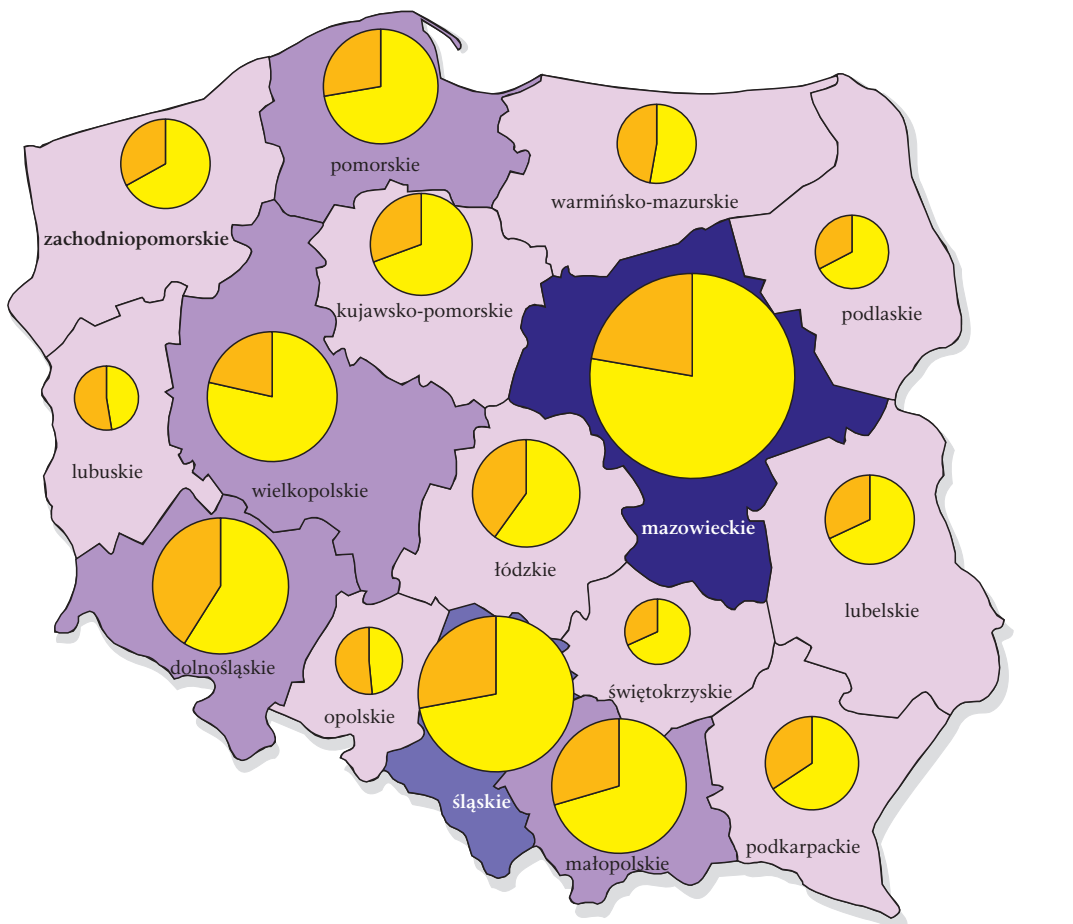 pomorskie
warmińsko-mazurskie
zachodniopomorskie
kujawsko-pomorskie
podlaskie
lubuskie
wielkopolskie
mazowieckie
łódzkie
lubelskie
dolnośląskie
świętokrzyskie
opolskie
śląskie
podkarpackie
małopolskie